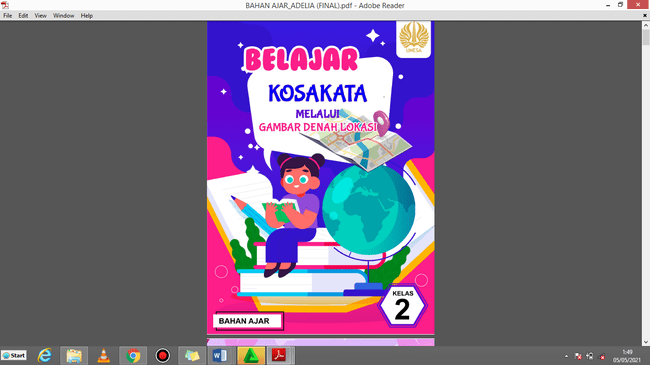 BAHAN AJAR_ADELIA (FINAL).pdf - Adobe Reader
File Edit View Window Help
UNESA
BELAJAR
KOSAKATA
MELALUI
GAMBAR DENAH LOKASI
KELAS
2
BAHAN AJAR
Start
1:49
05/05/2021